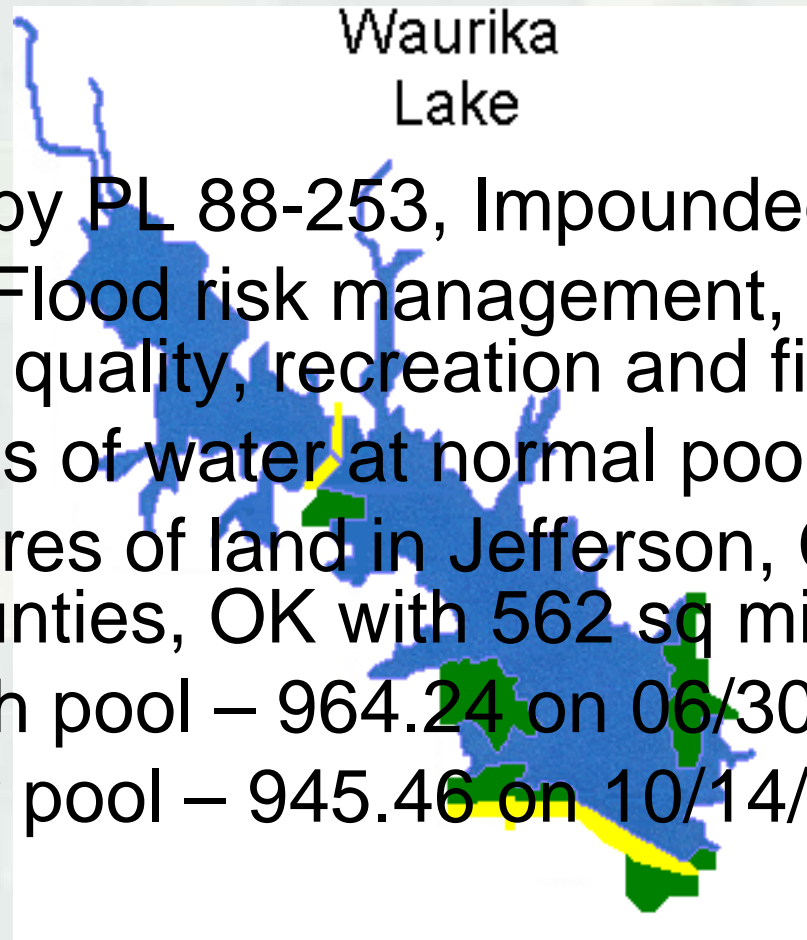 Waurika
Lake
by PL 88-253, Impounded
Flood risk management,
quality, recreation and fi
s of water at normal poo
res of land in Jefferson,
unties, OK with 562 sq mi
h pool – 964.24 on 06/30
pool – 945.46 on 10/14/